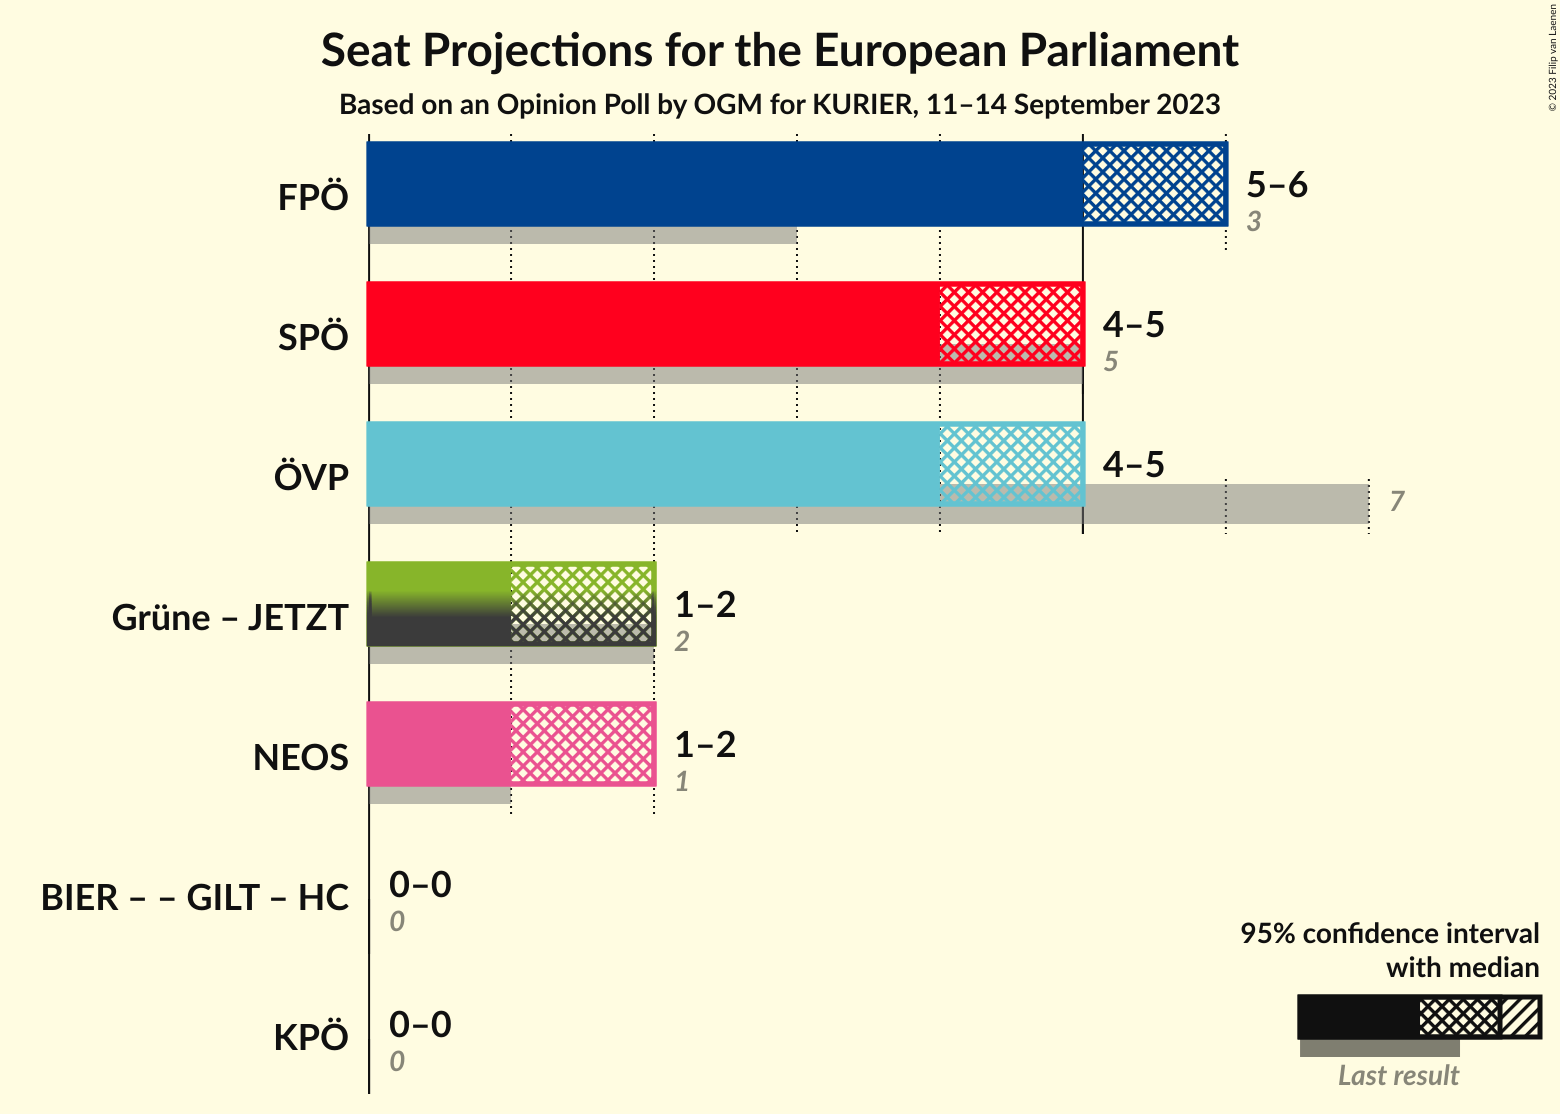 Seat Projections for the European Parliament
Based on an Opinion Poll by OGM for KURIER, 11–14 September 2023
© 2023 Filip van Laenen
FPÖ
5–6
3
SPÖ
4–5
5
ÖVP
4–5
7
Grüne – JETZT
1–2
2
NEOS
1–2
1
BIER – – GILT – HC
0–0
0
KPÖ
0–0
0
95% confidence interval
with median
Last result